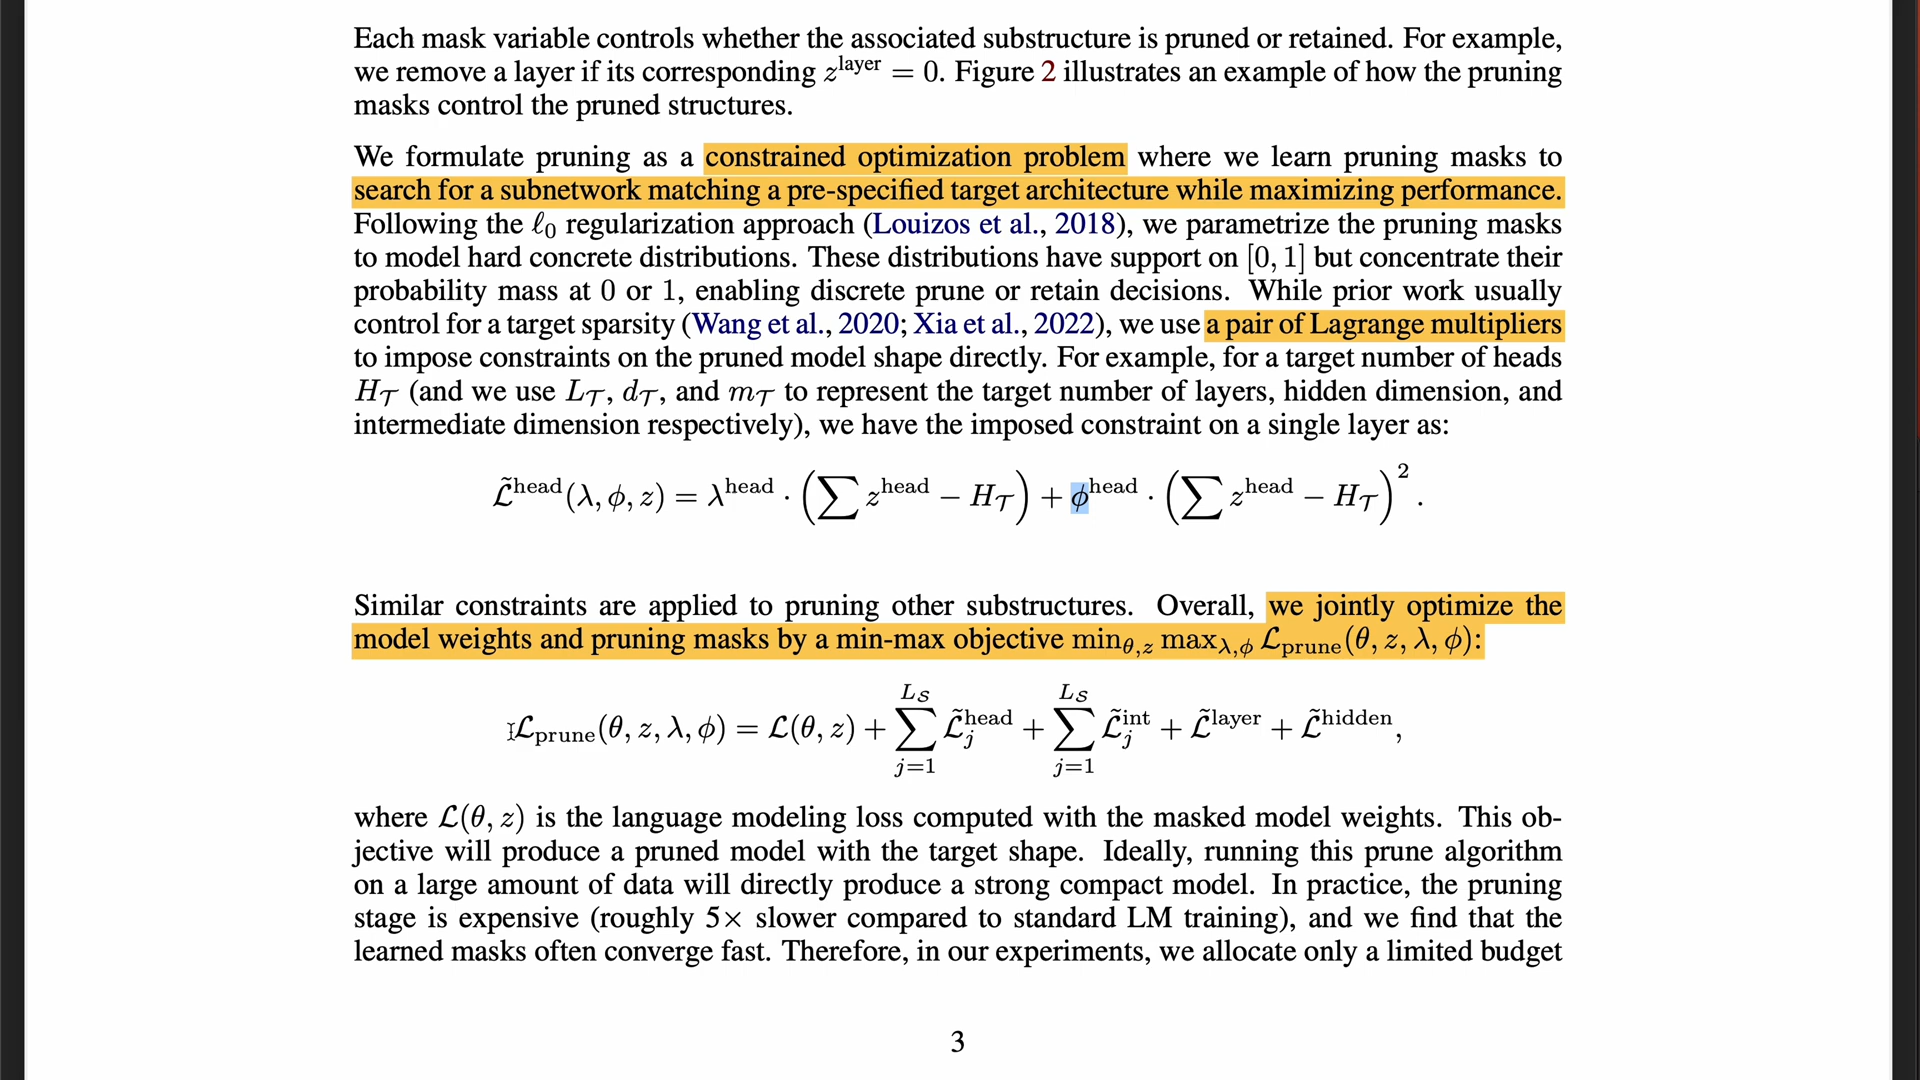 Each mask variable controls whether the associated substructure is pruned or retained. For example,
we remove a layer if its corresponding z^layer = 0. Figure 2 illustrates an example of how the pruning
masks control the pruned structures.
We formulate pruning as a constrained optimization problem where we learn pruning masks to
search for a subnetwork matching a pre-specified target architecture while maximizing performance.
Following the ℓ₀ regularization approach (Louizos et al., 2018), we parametrize the pruning masks
to model hard concrete distributions. These distributions have support on [0, 1] but concentrate their
probability mass at 0 or 1, enabling discrete prune or retain decisions. While prior work usually
control for a target sparsity (Wang et al., 2020; Xia et al., 2022), we use a pair of Lagrange multipliers
to impose constraints on the pruned model shape directly. For example, for a target number of heads
H_𝒯 (and we use L_𝒯, d_𝒯, and m_𝒯 to represent the target number of layers, hidden dimension, and
intermediate dimension respectively), we have the imposed constraint on a single layer as:
ℒ̃^head(λ, ϕ, z) = λ^head · (∑ z^head − H_𝒯) + ϕ^head · (∑ z^head − H_𝒯)².
Similar constraints are applied to pruning other substructures. Overall, we jointly optimize the
model weights and pruning masks by a min-max objective min_θ,z max_λ,ϕ ℒ_prune(θ, z, λ, ϕ):
ℒ_prune(θ, z, λ, ϕ) = ℒ(θ, z) + ∑_{j=1}^{L_𝒮} ℒ̃_j^head + ∑_{j=1}^{L_𝒮} ℒ̃_j^int + ℒ̃^layer + ℒ̃^hidden,
where ℒ(θ, z) is the language modeling loss computed with the masked model weights. This ob-
jective will produce a pruned model with the target shape. Ideally, running this prune algorithm
on a large amount of data will directly produce a strong compact model. In practice, the pruning
stage is expensive (roughly 5× slower compared to standard LM training), and we find that the
learned masks often converge fast. Therefore, in our experiments, we allocate only a limited budget
3